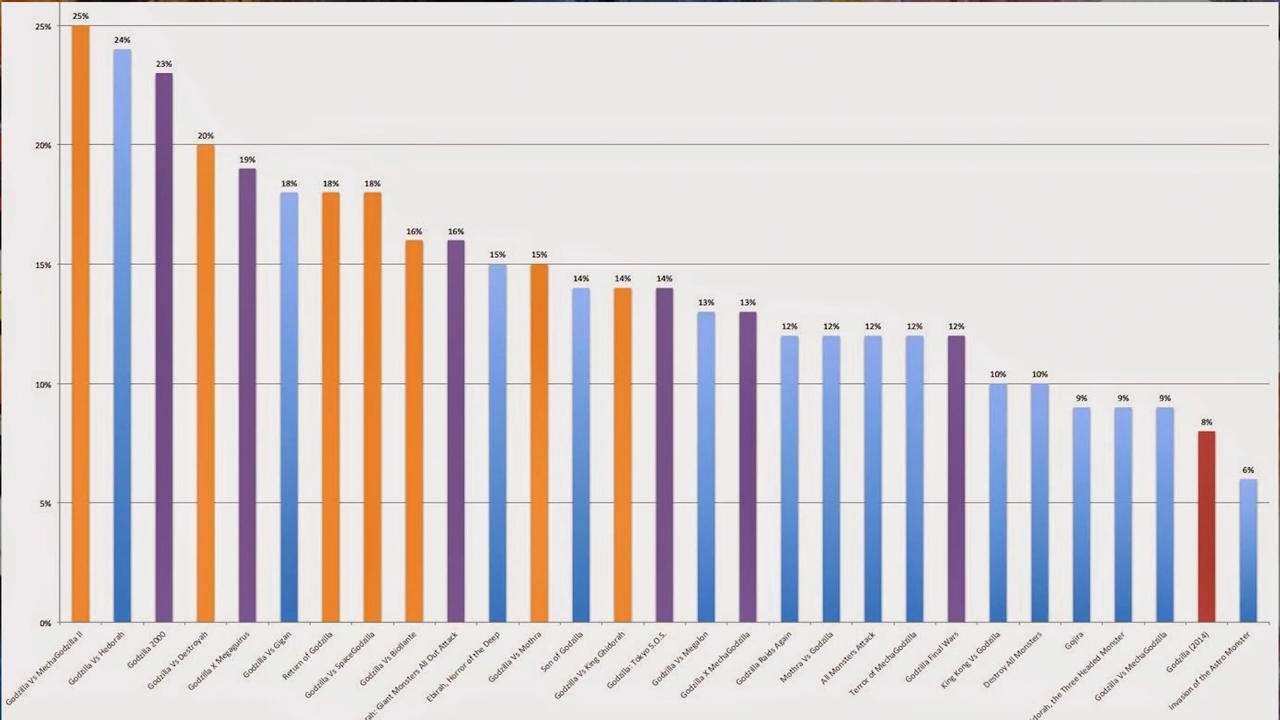 25%
24%
23%
20%
19%
18%
18%
18%
16%
16%
15%
15%
14%
14%
14%
13%
13%
12%
12%
12%
12%
12%
10%
10%
9%
9%
9%
8%
6%
25%
20%
15%
10%
5%
0%
Godzilla Vs MechaGodzilla II
Godzilla Vs Hedorah
Godzilla 2000
Godzilla Vs Destroyah
Godzilla X Megaguirus
Godzilla Vs Gigan
Return of Godzilla
Godzilla Vs SpaceGodzilla
Godzilla Vs Biollante
rah: Giant Monsters All Out Attack
Ebirah, Horror of the Deep
Godzilla Vs Mothra
Son of Godzilla
Godzilla Vs King Ghidorah
Godzilla: Tokyo S.O.S.
Godzilla Vs Megalon
Godzilla X MechaGodzilla
Godzilla Raids Again
Mothra Vs Godzilla
All Monsters Attack
Terror of MechaGodzilla
Godzilla Final Wars
King Kong Vs Godzilla
Destroy All Monsters
Gojira
idorah, the Three Headed Monster
Godzilla Vs MechaGodzilla
Godzilla (2014)
Invasion of the Astro Monster